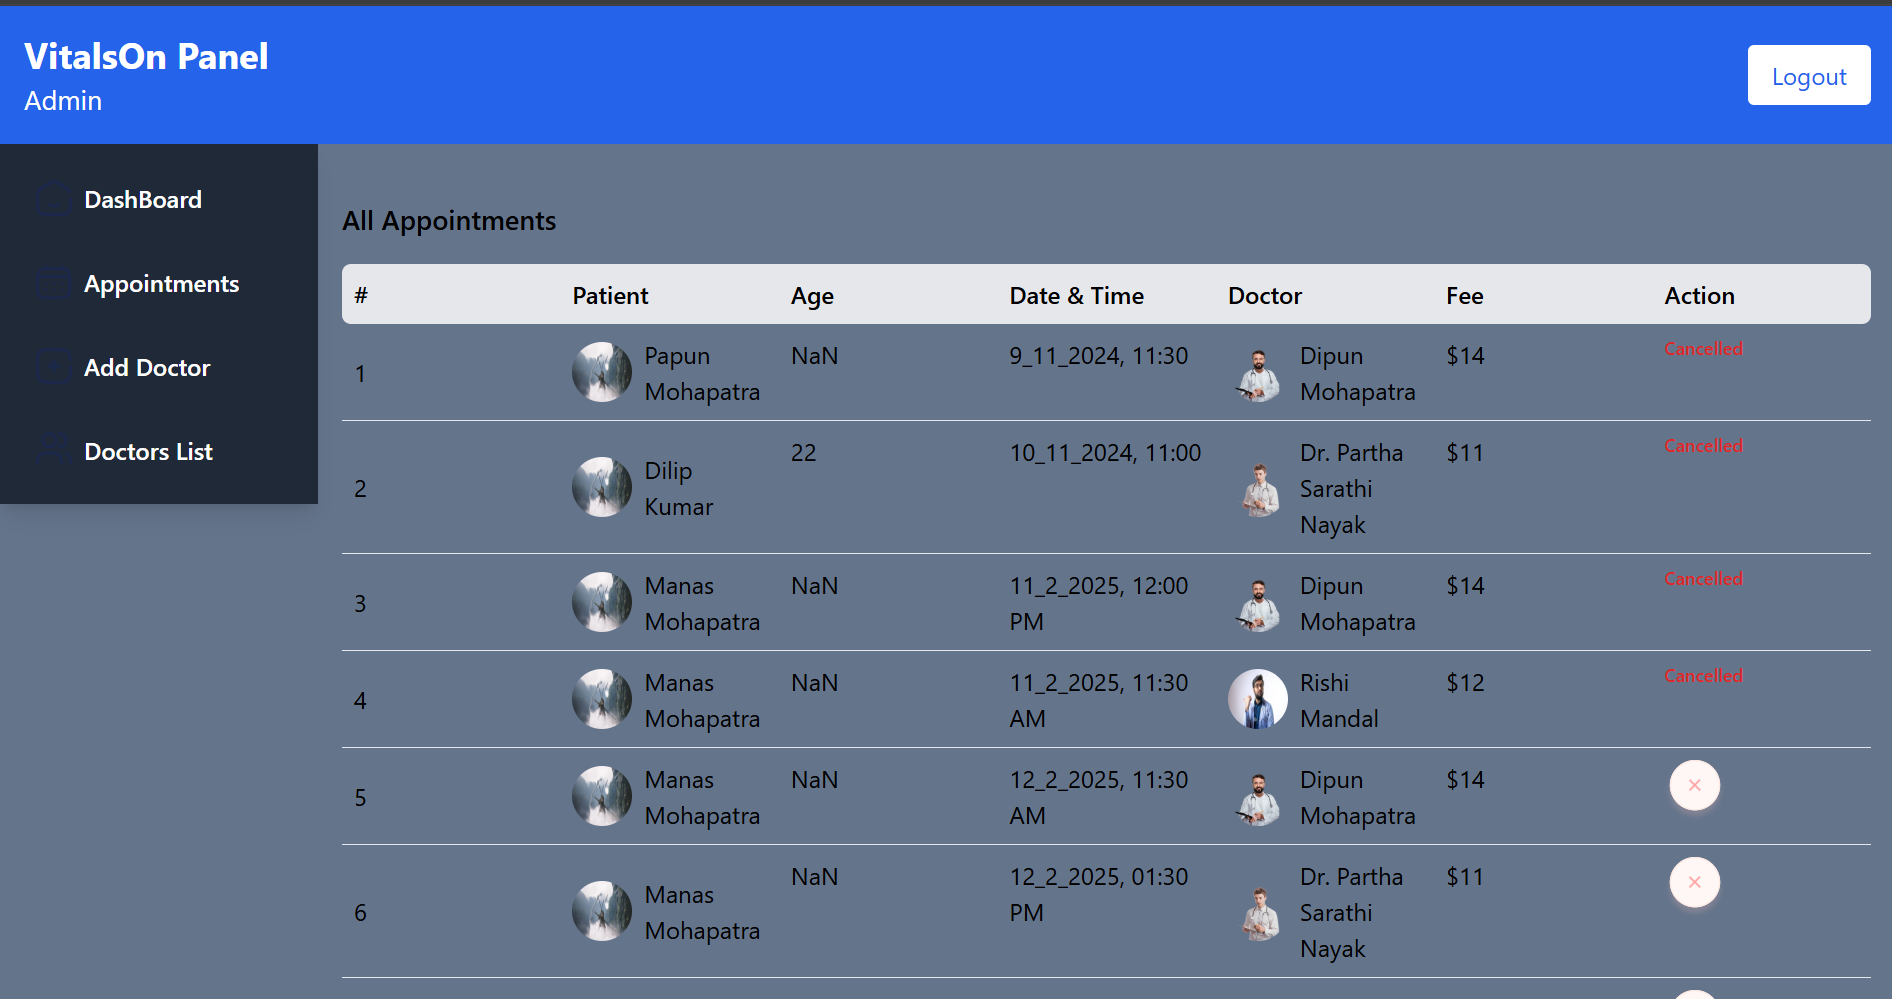 VitalsOn Panel
Admin
Logout
DashBoard
Appointments
Add Doctor
Doctors List
All Appointments
# Patient Age Date & Time Doctor Fee Action
1 Papun NaN 9_11_2024, 11:30 Dipun $14 Cancelled
Mohapatra Mohapatra
2 Dilip 22 10_11_2024, 11:00 Dr. Partha $11 Cancelled
Kumar Sarathi
Nayak
3 Manas NaN 11_2_2025, 12:00 Dipun $14 Cancelled
Mohapatra PM Mohapatra
4 Manas NaN 11_2_2025, 11:30 Rishi $12 Cancelled
Mohapatra AM Mandal
5 Manas NaN 12_2_2025, 11:30 Dipun $14
Mohapatra AM Mohapatra
6 Manas NaN 12_2_2025, 01:30 Dr. Partha $11
Mohapatra PM Sarathi
Nayak